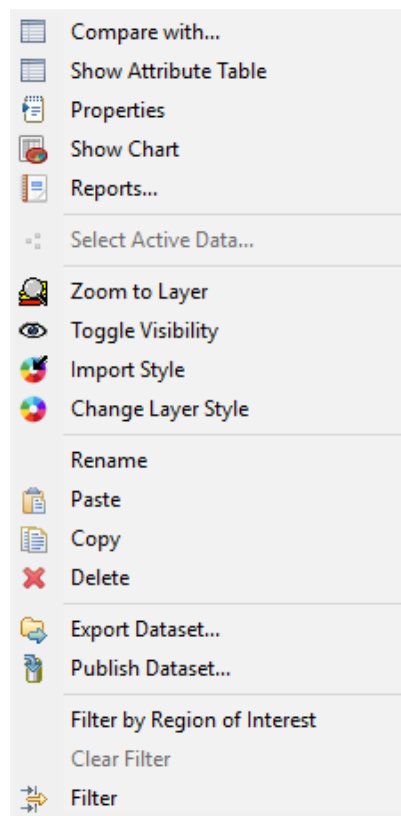 Compare with...
Show Attribute Table
Properties
Show Chart
Reports...
Select Active Data...
Zoom to Layer
Toggle Visibility
Import Style
Change Layer Style
Rename
Paste
Copy
Delete
Export Dataset...
Publish Dataset...
Filter by Region of Interest
Clear Filter
Filter